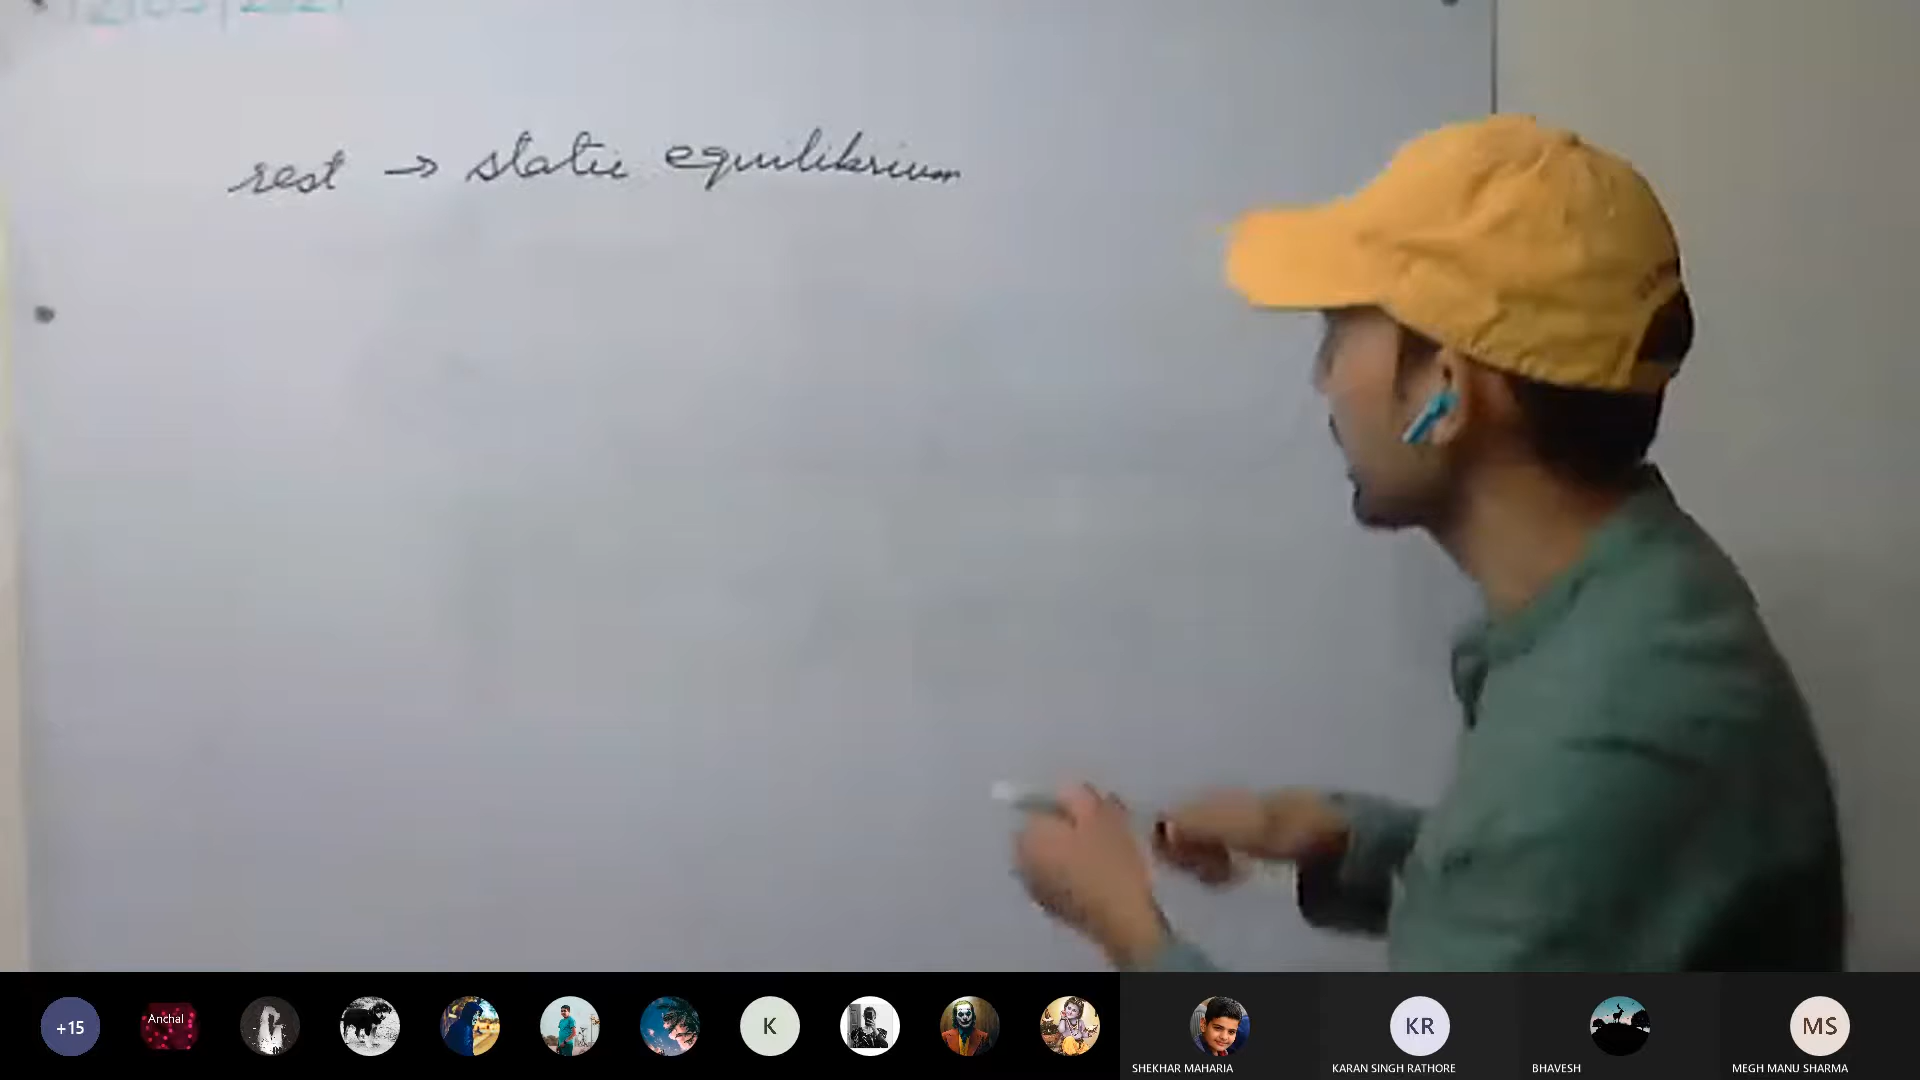 rest → static equilibrium
+15
Anchal
K
KR
MS
SHEKHAR MAHARIA
KARAN SINGH RATHORE
BHAVESH
MEGH MANU SHARMA